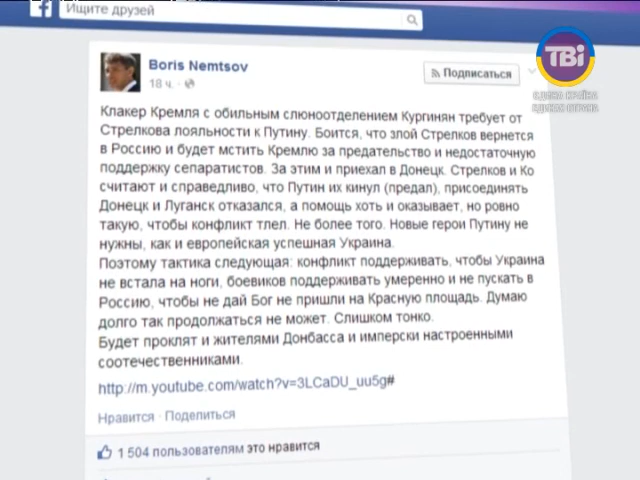 Ищите друзей
Boris Nemtsov
18 ч.
Подписаться
ТВі
ЄДИНА КРАЇНА
ЕДИНАЯ СТРАНА
Клакер Кремля с обильным слюноотделением Кургинян требует от
Стрелкова лояльности к Путину. Боится, что злой Стрелков вернется
в Россию и будет мстить Кремлю за предательство и недостаточную
поддержку сепаратистов. За этим и приехал в Донецк. Стрелков и Ко
считают и справедливо, что Путин их кинул (предал), присоединять
Донецк и Луганск отказался, а помощь хоть и оказывает, но ровно
такую, чтобы конфликт тлел. Не более того. Новые герои Путину не
нужны, как и европейская успешная Украина.
Поэтому тактика следующая: конфликт поддерживать, чтобы Украина
не встала на ноги, боевиков поддерживать умеренно и не пускать в
Россию, чтобы не дай Бог не пришли на Красную площадь. Думаю
долго так продолжаться не может. Слишком тонко.
Будет проклят и жителями Донбасса и имперски настроенными
соотечественниками.
http://m.youtube.com/watch?v=3LCaDU_uu5g#
Нравится · Поделиться
1 504 пользователям это нравится